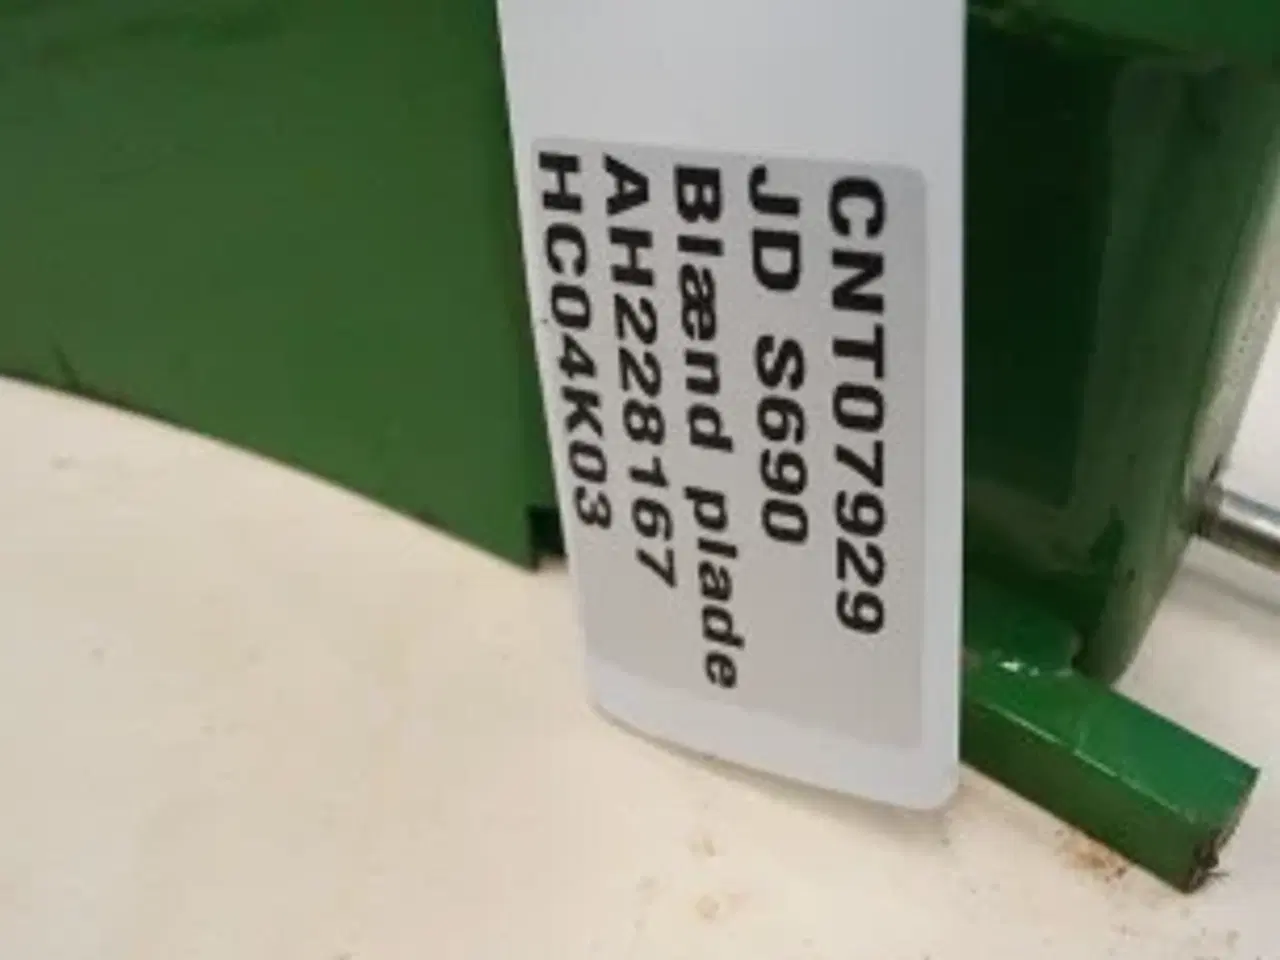 CNT07929
JD S690
Blænd plade
AH228167
HC04K03